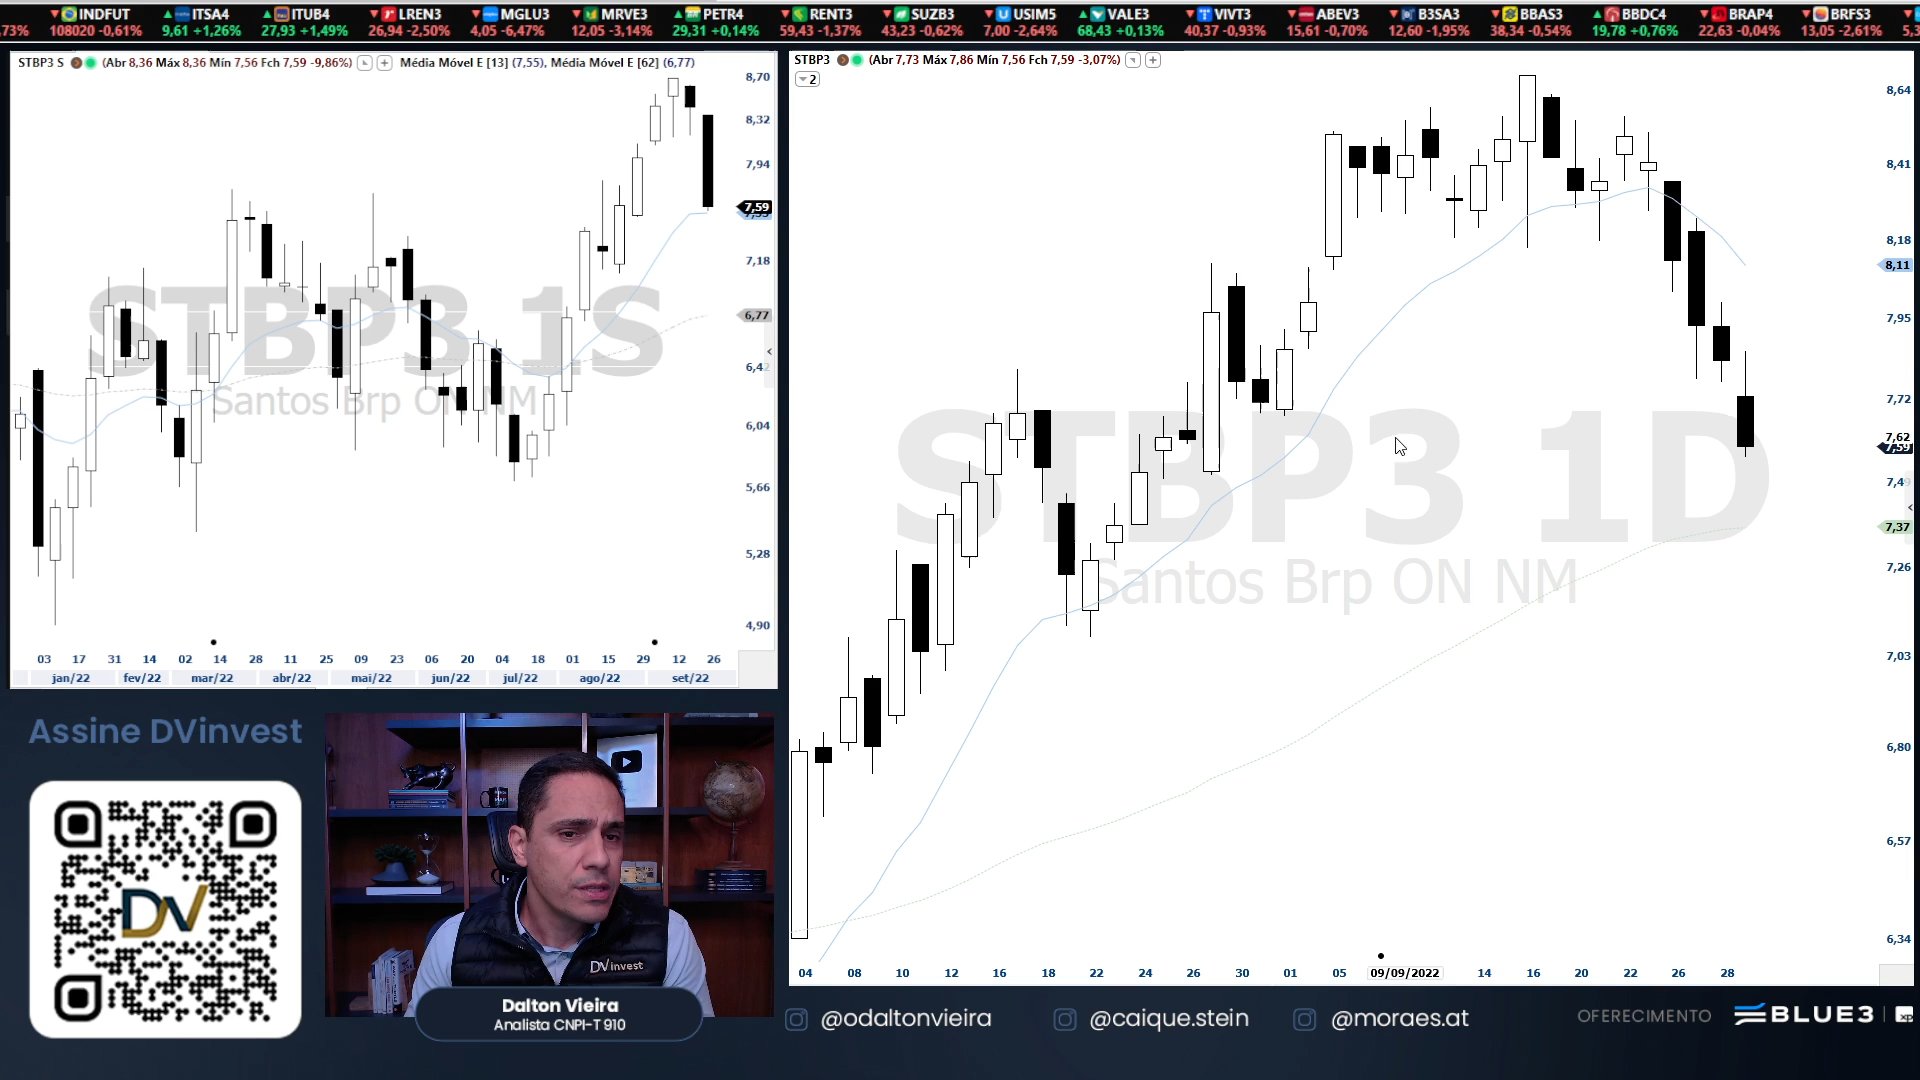 ,73%
INDFUT
108020 -0,61%
ITSA4
9,61 +1,26%
ITUB4
27,93 +1,49%
LREN3
26,94 -2,50%
MGLU3
4,05 -6,47%
MRVE3
12,05 -3,14%
PETR4
29,31 +0,14%
RENT3
59,43 -1,37%
SUZB3
43,23 -0,62%
USIM5
7,00 -2,64%
VALE3
68,43 +0,13%
VIVT3
40,37 -0,93%
ABEV3
15,61 -0,70%
B3SA3
12,60 -1,95%
BBAS3
38,34 -0,54%
BBDC4
19,78 +0,76%
BRAP4
22,63 -0,04%
BRFS3
13,05 -2,61%
5,3
STBP3 S (Abr 8,36 Máx 8,36 Mín 7,56 Fch 7,59 -9,86%) Média Móvel E [13] (7,55), Média Móvel E [62] (6,77)
8,70
8,32
7,94
7,59
7,18
6,77
6,42
6,04
5,66
5,28
4,90
STBP3 1S
Santos Brp ON NM
03 17 31 14 02 14 28 11 25 09 23 06 20 04 18 01 15 29 12 26
jan/22 fev/22 mar/22 abr/22 mai/22 jun/22 jul/22 ago/22 set/22
STBP3 (Abr 7,73 Máx 7,86 Mín 7,56 Fch 7,59 -3,07%)
2
8,64
8,41
8,18
8,11
7,95
7,72
7,62
7,59
7,49
7,37
7,26
7,03
6,80
6,57
6,34
STBP3 1D
Santos Brp ON NM
04 08 10 12 16 18 22 24 26 30 01 05 09/09/2022 14 16 20 22 26 28
Assine DVinvest
DV
DVinvest
Dalton Vieira
Analista CNPI-T 910
@odaltonvieira
@caique.stein
@moraes.at
OFERECIMENTO
BLUE3
xp